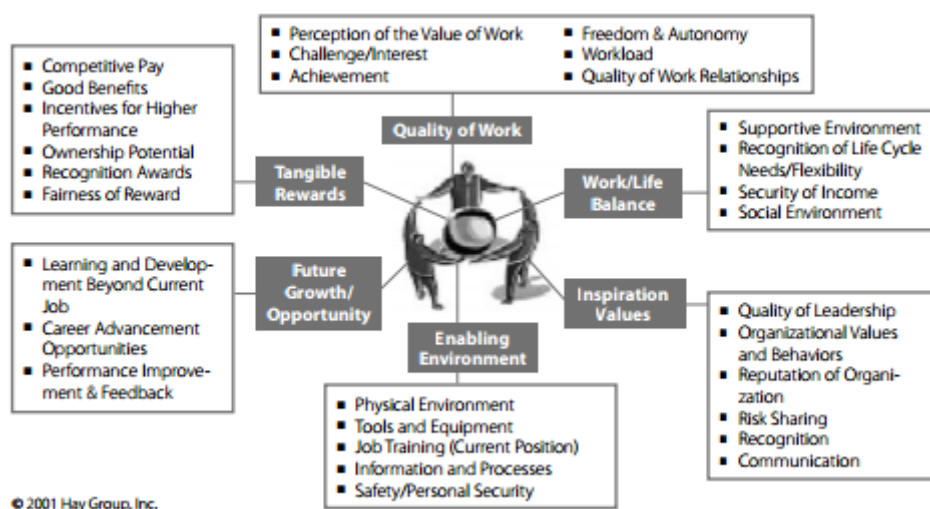 ■ Perception of the Value of Work
■ Challenge/Interest
■ Achievement
■ Freedom & Autonomy
■ Workload
■ Quality of Work Relationships
■ Competitive Pay
■ Good Benefits
■ Incentives for Higher
Performance
■ Ownership Potential
■ Recognition Awards
■ Fairness of Reward
Quality of Work
Tangible
Rewards
Work/Life
Balance
■ Supportive Environment
■ Recognition of Life Cycle
Needs/Flexibility
■ Security of Income
■ Social Environment
■ Learning and Develop-
ment Beyond Current
Job
■ Career Advancement
Opportunities
■ Performance Improve-
ment & Feedback
Future
Growth/
Opportunity
Inspiration
Values
Enabling
Environment
■ Quality of Leadership
■ Organizational Values
and Behaviors
■ Reputation of Organi-
zation
■ Risk Sharing
■ Recognition
■ Communication
■ Physical Environment
■ Tools and Equipment
■ Job Training (Current Position)
■ Information and Processes
■ Safety/Personal Security
© 2001 Hay Group, Inc.